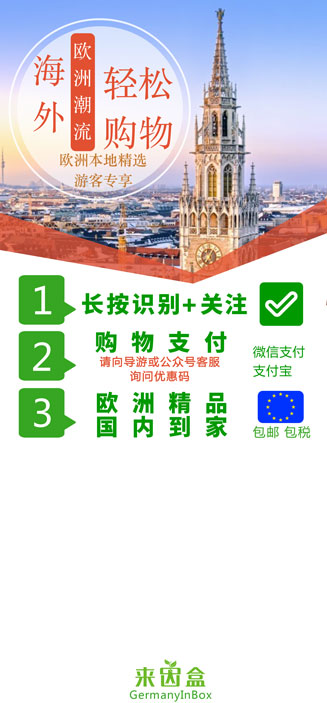 海外
欧洲潮流
轻松
购物
欧洲本地精选
游客专享
1
长按识别+关注
2
购物支付
请向导游或公众号客服
询问优惠码
微信支付
支付宝
3
欧洲精品
国内到家
包邮 包税
来因盒
GermanyInBox